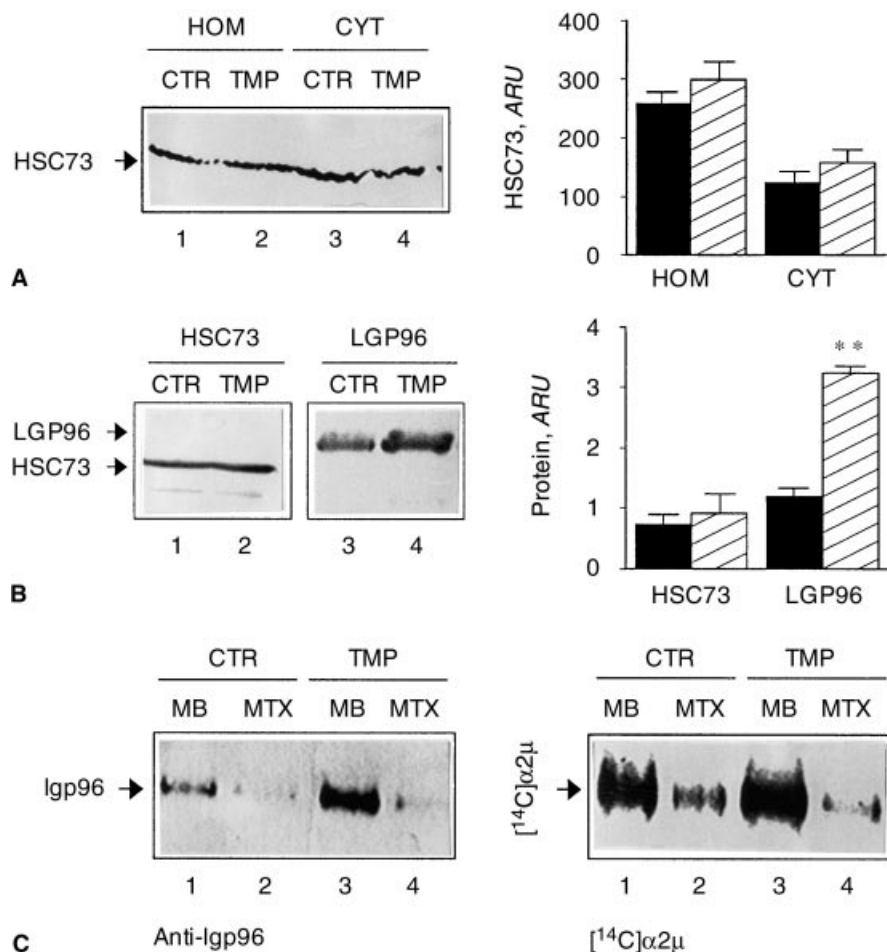 HOM CYT
CTR TMP CTR TMP
HSC73
1 2 3 4
A
HSC73, ARU
400
300
200
100
0
HOM CYT
HSC73 LGP96
CTR TMP CTR TMP
LGP96
HSC73
1 2 3 4
B
Protein, ARU
4
3
2
1
0
**
HSC73 LGP96
CTR TMP
MB MTX MB MTX
lgp96
1 2 3 4
C Anti-lgp96
CTR TMP
MB MTX MB MTX
[¹⁴C]α2μ
1 2 3 4
[¹⁴C]α2μ